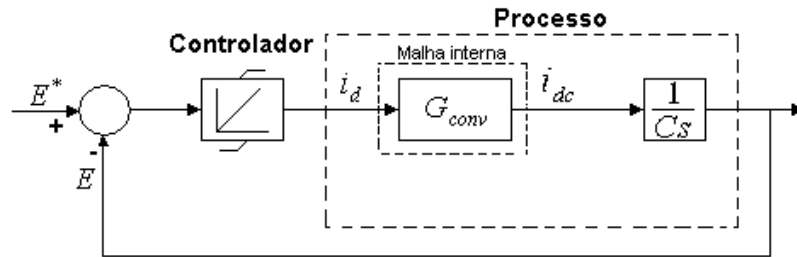 Processo
Controlador
Malha interna
E*
+
-
E
i_d
G_conv
i_dc
1
Cs